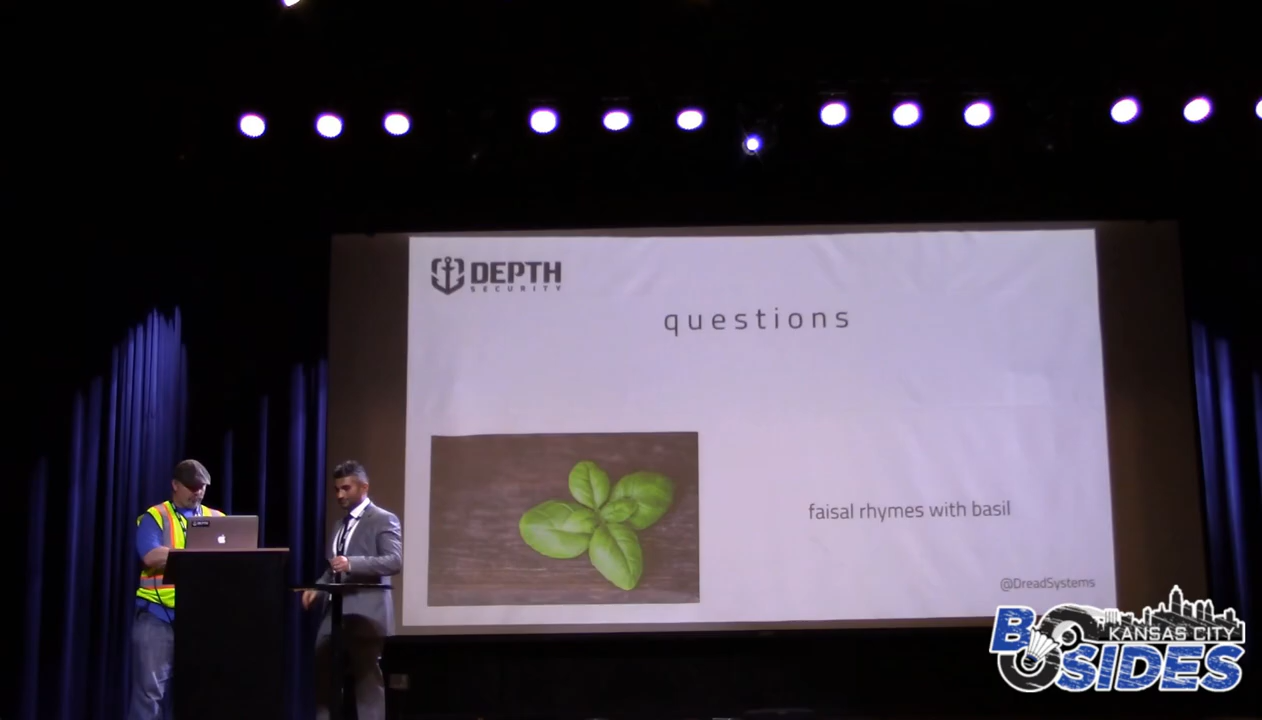 DEPTH
SECURITY
questions
faisal rhymes with basil
@DreadSystems
KANSAS CITY
BSIDES